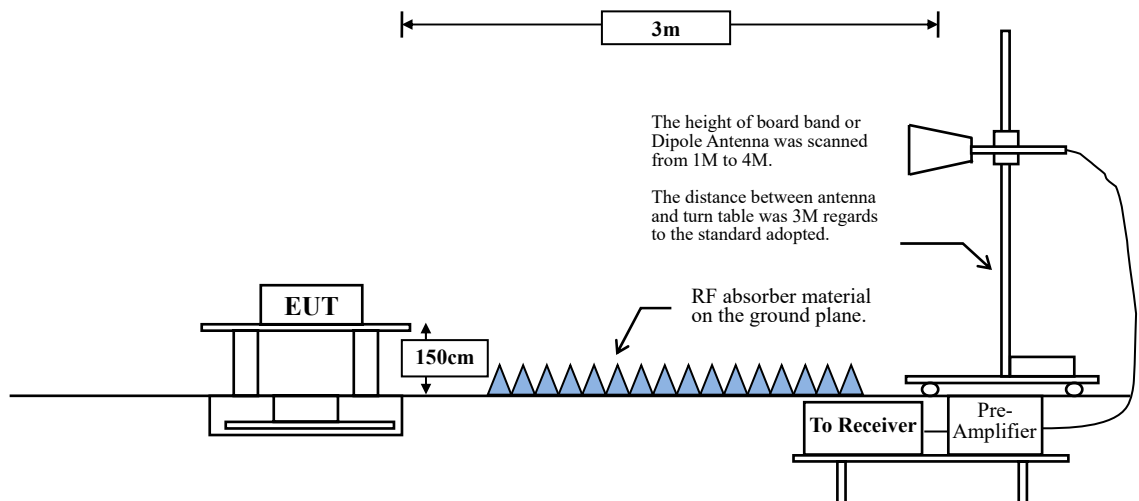 3m
The height of board band or
Dipole Antenna was scanned
from 1M to 4M.
The distance between antenna
and turn table was 3M regards
to the standard adopted.
EUT
RF absorber material
on the ground plane.
150cm
To Receiver
Pre-
Amplifier